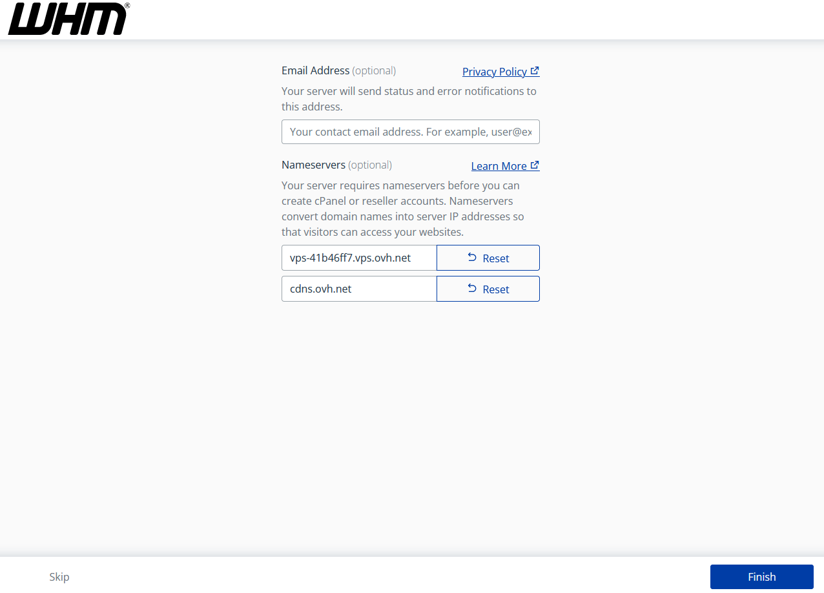 WHM®
Email Address (optional) Privacy Policy
Your server will send status and error notifications to
this address.
Your contact email address. For example, user@ex
Nameservers (optional) Learn More
Your server requires nameservers before you can
create cPanel or reseller accounts. Nameservers
convert domain names into server IP addresses so
that visitors can access your websites.
vps-41b46ff7.vps.ovh.net Reset
cdns.ovh.net Reset
Skip Finish